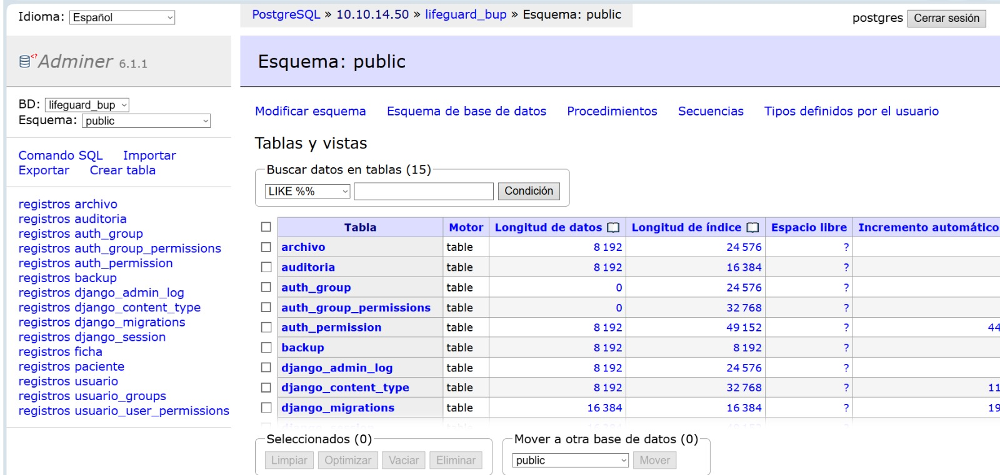 Idioma: Español
PostgreSQL » 10.10.14.50 » lifeguard_bup » Esquema: public
postgres Cerrar sesión
Adminer 6.1.1
Esquema: public
BD: lifeguard_bup
Esquema: public
Modificar esquema Esquema de base de datos Procedimientos Secuencias Tipos definidos por el usuario
Comando SQL Importar
Exportar Crear tabla
Tablas y vistas
Buscar datos en tablas (15)
LIKE %% Condición
registros archivo
registros auditoria
registros auth_group
registros auth_group_permissions
registros auth_permission
registros backup
registros django_admin_log
registros django_content_type
registros django_migrations
registros django_session
registros ficha
registros paciente
registros usuario
registros usuario_groups
registros usuario_user_permissions
Tabla Motor Longitud de datos Longitud de índice Espacio libre Incremento automático
archivo table 8 192 24 576 ?
auditoria table 8 192 16 384 ?
auth_group table 0 24 576 ?
auth_group_permissions table 0 32 768 ?
auth_permission table 8 192 49 152 ? 44
backup table 8 192 8 192 ?
django_admin_log table 8 192 24 576 ?
django_content_type table 8 192 32 768 ? 11
django_migrations table 16 384 16 384 ? 19
Seleccionados (0)
Limpiar Optimizar Vaciar Eliminar
Mover a otra base de datos (0)
public Mover